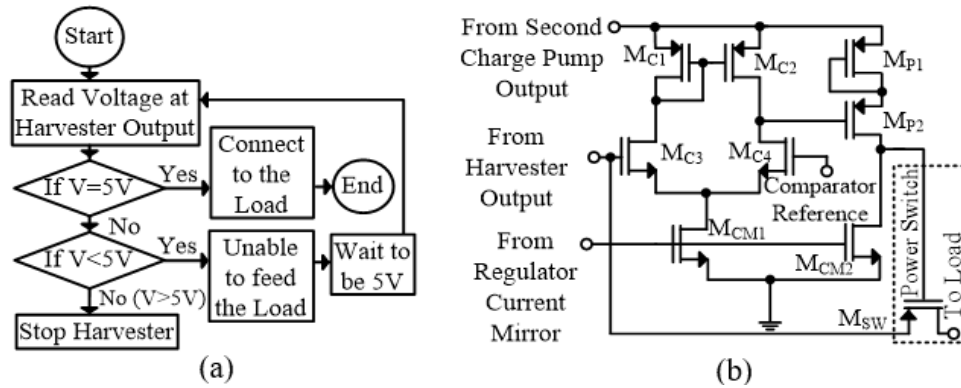 Start
Read Voltage at
Harvester Output
If V=5V
Yes
Connect
to the
Load
End
No
If V<5V
Yes
Unable
to feed
the Load
Wait to
be 5V
No (V>5V)
Stop Harvester
(a)
From Second
Charge Pump
Output
From
Harvester
Output
From
Regulator
Current
Mirror
MC1
MC2
MP1
MP2
MC3
MC4
Comparator
Reference
MCM1
MCM2
Power Switch
MSW
To Load
(b)